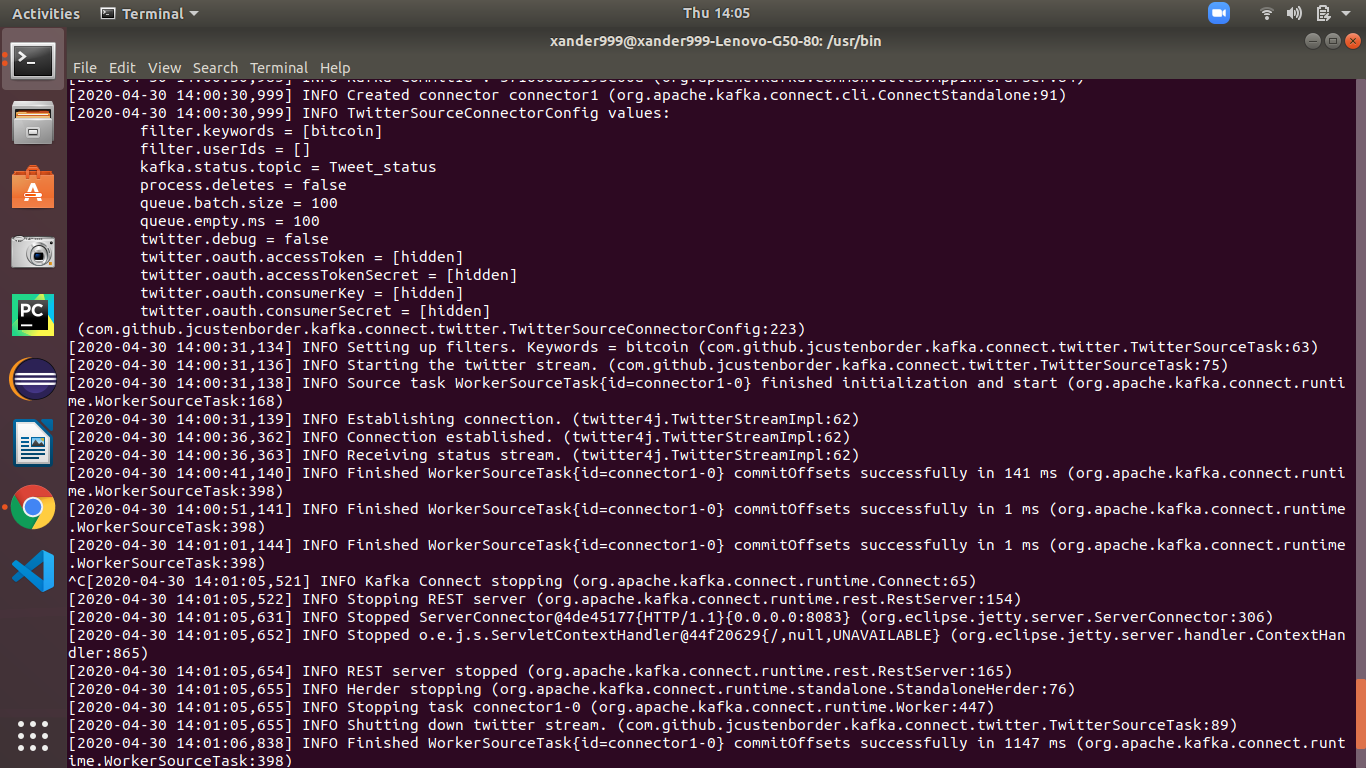 Activities Terminal Thu 14:05
xander999@xander999-Lenovo-G50-80: /usr/bin
File Edit View Search Terminal Help
[2020-04-30 14:00:30,999] INFO Created connector connector1 (org.apache.kafka.connect.cli.ConnectStandalone:91)
[2020-04-30 14:00:30,999] INFO TwitterSourceConnectorConfig values:
filter.keywords = [bitcoin]
filter.userIds = []
kafka.status.topic = Tweet_status
process.deletes = false
queue.batch.size = 100
queue.empty.ms = 100
twitter.debug = false
twitter.oauth.accessToken = [hidden]
twitter.oauth.accessTokenSecret = [hidden]
twitter.oauth.consumerKey = [hidden]
twitter.oauth.consumerSecret = [hidden]
(com.github.jcustenborder.kafka.connect.twitter.TwitterSourceConnectorConfig:223)
[2020-04-30 14:00:31,134] INFO Setting up filters. Keywords = bitcoin (com.github.jcustenborder.kafka.connect.twitter.TwitterSourceTask:63)
[2020-04-30 14:00:31,136] INFO Starting the twitter stream. (com.github.jcustenborder.kafka.connect.twitter.TwitterSourceTask:75)
[2020-04-30 14:00:31,138] INFO Source task WorkerSourceTask{id=connector1-0} finished initialization and start (org.apache.kafka.connect.runti
me.WorkerSourceTask:168)
[2020-04-30 14:00:31,139] INFO Establishing connection. (twitter4j.TwitterStreamImpl:62)
[2020-04-30 14:00:36,362] INFO Connection established. (twitter4j.TwitterStreamImpl:62)
[2020-04-30 14:00:36,363] INFO Receiving status stream. (twitter4j.TwitterStreamImpl:62)
[2020-04-30 14:00:41,140] INFO Finished WorkerSourceTask{id=connector1-0} commitOffsets successfully in 141 ms (org.apache.kafka.connect.runti
me.WorkerSourceTask:398)
[2020-04-30 14:00:51,141] INFO Finished WorkerSourceTask{id=connector1-0} commitOffsets successfully in 1 ms (org.apache.kafka.connect.runtime
.WorkerSourceTask:398)
[2020-04-30 14:01:01,144] INFO Finished WorkerSourceTask{id=connector1-0} commitOffsets successfully in 1 ms (org.apache.kafka.connect.runtime
.WorkerSourceTask:398)
^C[2020-04-30 14:01:05,521] INFO Kafka Connect stopping (org.apache.kafka.connect.runtime.Connect:65)
[2020-04-30 14:01:05,522] INFO Stopping REST server (org.apache.kafka.connect.runtime.rest.RestServer:154)
[2020-04-30 14:01:05,631] INFO Stopped ServerConnector@4de45177{HTTP/1.1}{0.0.0.0:8083} (org.eclipse.jetty.server.ServerConnector:306)
[2020-04-30 14:01:05,652] INFO Stopped o.e.j.s.ServletContextHandler@44f20629{/,null,UNAVAILABLE} (org.eclipse.jetty.server.handler.ContextHan
dler:865)
[2020-04-30 14:01:05,654] INFO REST server stopped (org.apache.kafka.connect.runtime.rest.RestServer:165)
[2020-04-30 14:01:05,655] INFO Herder stopping (org.apache.kafka.connect.runtime.standalone.StandaloneHerder:76)
[2020-04-30 14:01:05,655] INFO Stopping task connector1-0 (org.apache.kafka.connect.runtime.Worker:447)
[2020-04-30 14:01:05,655] INFO Shutting down twitter stream. (com.github.jcustenborder.kafka.connect.twitter.TwitterSourceTask:89)
[2020-04-30 14:01:06,838] INFO Finished WorkerSourceTask{id=connector1-0} commitOffsets successfully in 1147 ms (org.apache.kafka.connect.runt
ime.WorkerSourceTask:398)